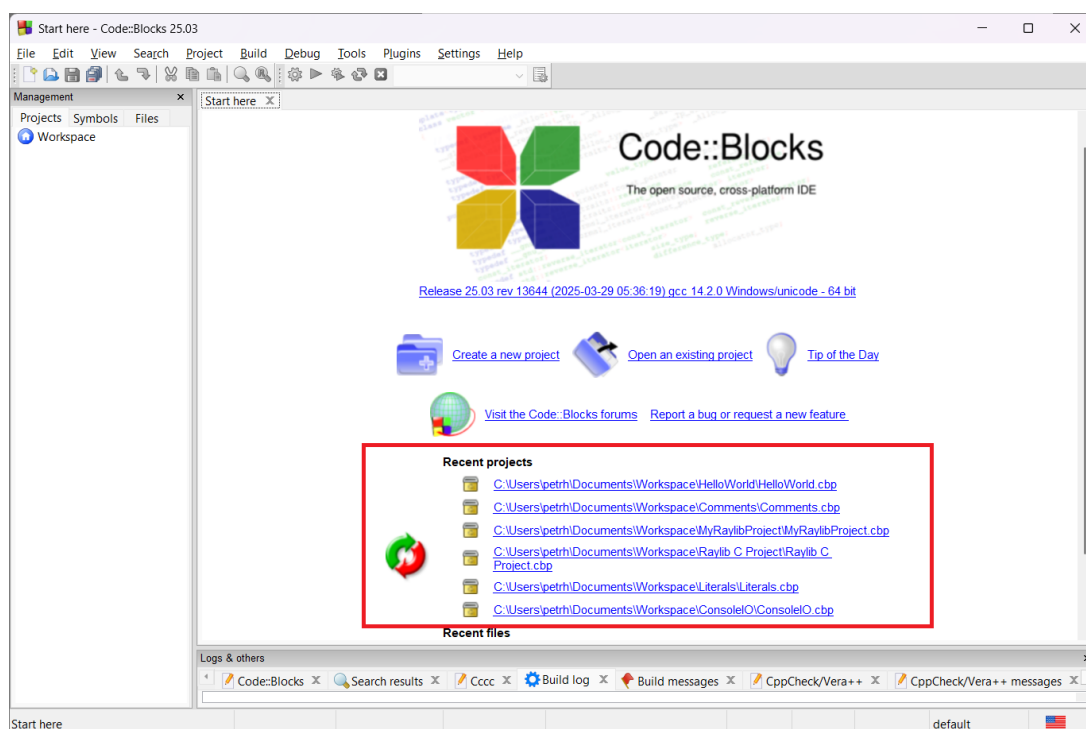 Start here - Code::Blocks 25.03
File Edit View Search Project Build Debug Tools Plugins Settings Help
Management
Start here
Projects Symbols Files
Workspace
Code::Blocks
The open source, cross-platform IDE
Release 25.03 rev 13644 (2025-03-29 05:36:19) gcc 14.2.0 Windows/unicode - 64 bit
Create a new project Open an existing project Tip of the Day
Visit the Code::Blocks forums Report a bug or request a new feature
Recent projects
C:\Users\petrh\Documents\Workspace\HelloWorld\HelloWorld.cbp
C:\Users\petrh\Documents\Workspace\Comments\Comments.cbp
C:\Users\petrh\Documents\Workspace\MyRaylibProject\MyRaylibProject.cbp
C:\Users\petrh\Documents\Workspace\Raylib C Project\Raylib C
Project.cbp
C:\Users\petrh\Documents\Workspace\Literals\Literals.cbp
C:\Users\petrh\Documents\Workspace\ConsoleIO\ConsoleIO.cbp
Recent files
Logs & others
Code::Blocks Search results Cccc Build log Build messages CppCheck/Vera++ CppCheck/Vera++ messages
Start here default